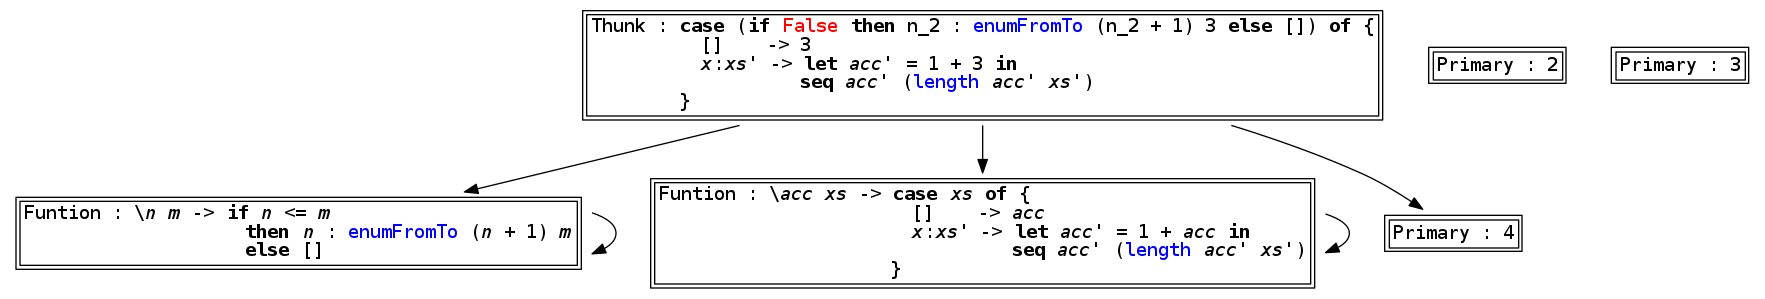 Thunk : case (if False then n_2 : enumFromTo (n_2 + 1) 3 else []) of {
[] -> 3
x:xs' -> let acc' = 1 + 3 in
seq acc' (length acc' xs')
}
Primary : 2
Primary : 3
Funtion : \n m -> if n <= m
then n : enumFromTo (n + 1) m
else []
Funtion : \acc xs -> case xs of {
[] -> acc
x:xs' -> let acc' = 1 + acc in
seq acc' (length acc' xs')
}
Primary : 4